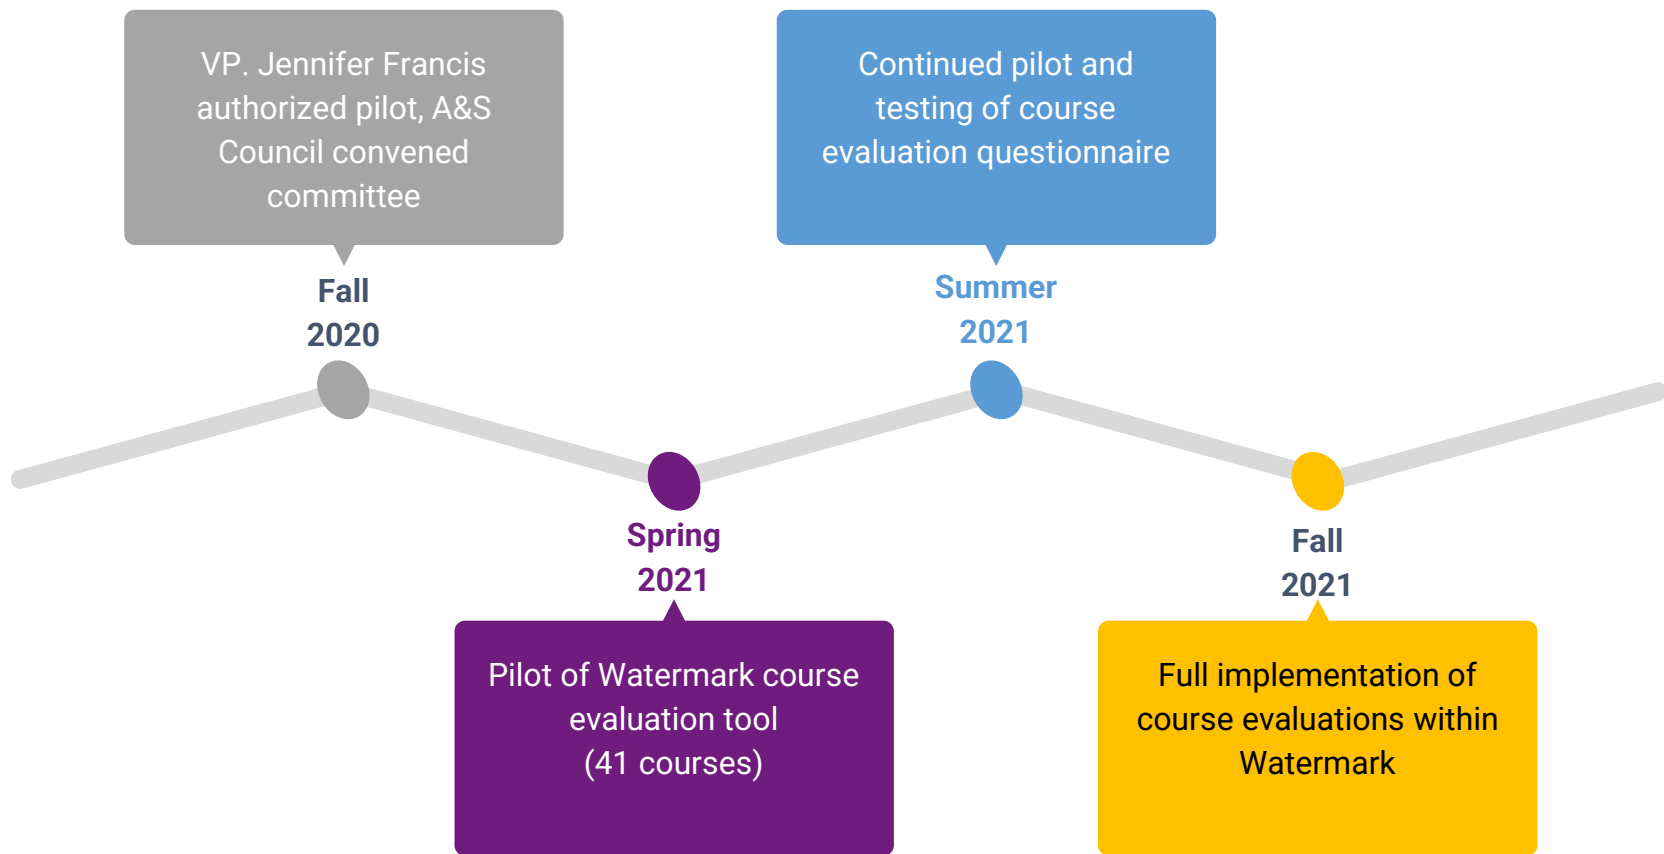 VP. Jennifer Francis
authorized pilot, A&S
Council convened
committee
Fall
2020
Spring
2021
Pilot of Watermark course
evaluation tool
(41 courses)
Continued pilot and
testing of course
evaluation questionnaire
Summer
2021
Fall
2021
Full implementation of
course evaluations within
Watermark